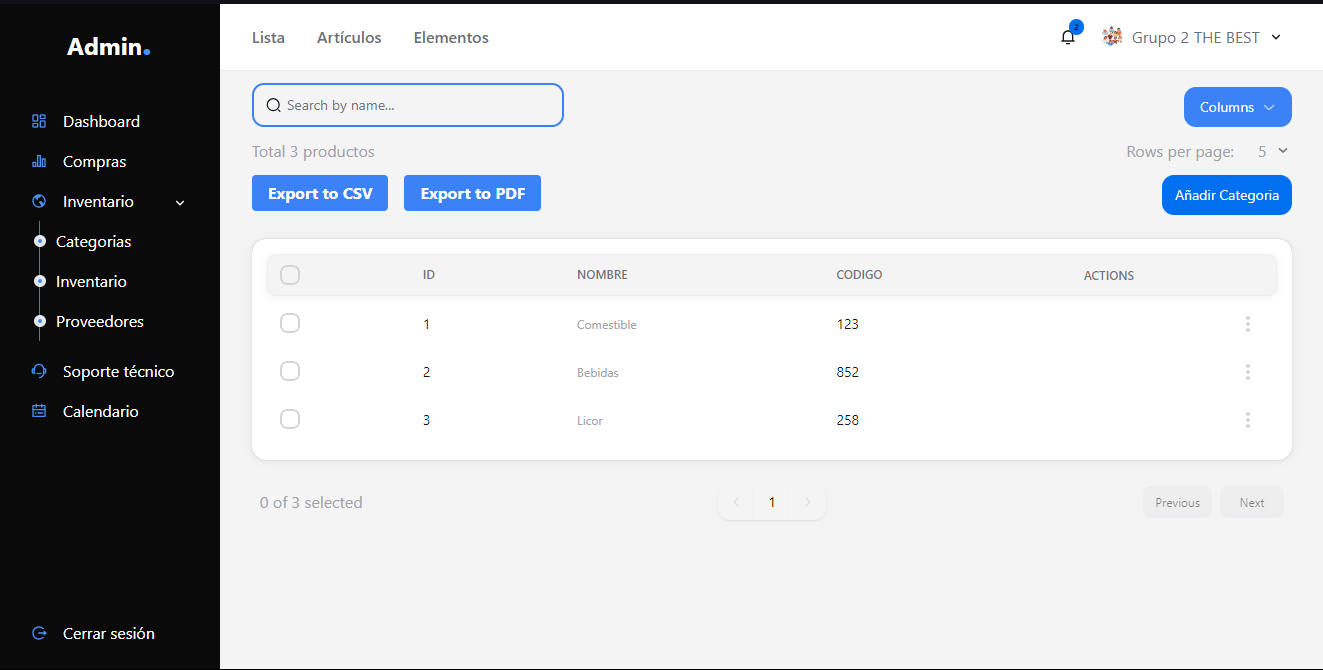 Admin.
Dashboard
Compras
Inventario
Categorias
Inventario
Proveedores
Soporte técnico
Calendario
Cerrar sesión
Lista Artículos Elementos
2
Grupo 2 THE BEST
Search by name...
Columns
Total 3 productos
Rows per page: 5
Export to CSV Export to PDF
Añadir Categoria
ID NOMBRE CODIGO ACTIONS
1 Comestible 123
2 Bebidas 852
3 Licor 258
0 of 3 selected
1
Previous Next